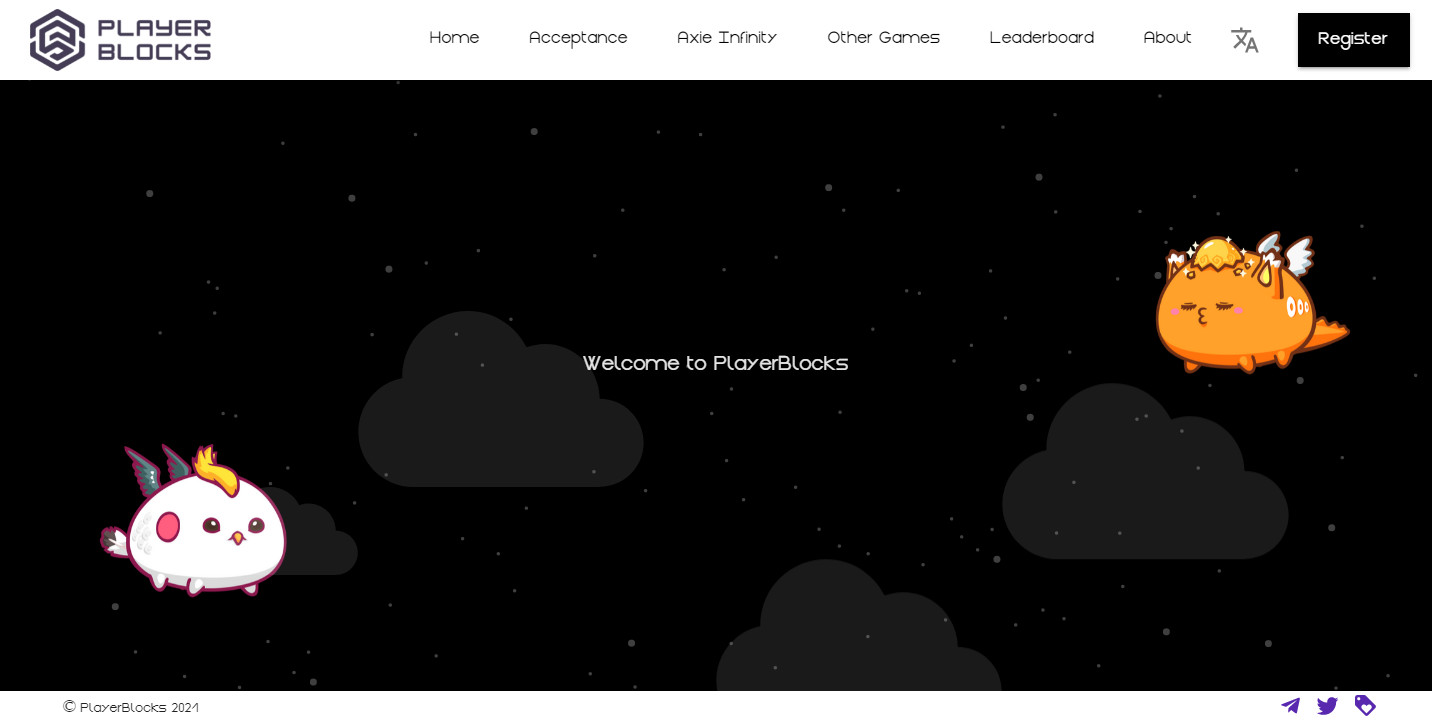 PLAYER
BLOCKS
Home Acceptance Axie Infinity Other Games Leaderboard About Register
Welcome to PlayerBlocks
© PlayerBlocks 2021